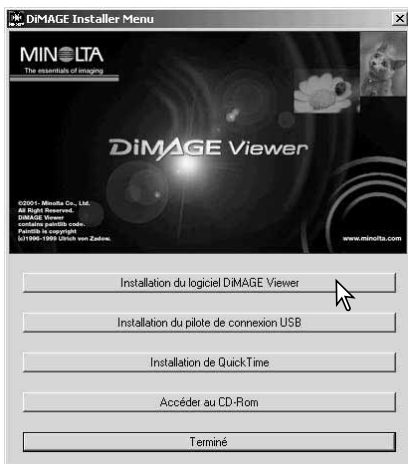 DiMAGE Installer Menu
MINOLTA
The essentials of imaging
DiMAGE Viewer
©2001- Minolta Co., Ltd.
All Right Reserved.
DiMAGE Viewer
contains paintlib code.
Paintlib is copyright
(c)1996-1999 Ulrich von Zadow.
www.minolta.com
Installation du logiciel DiMAGE Viewer
Installation du pilote de connexion USB
Installation de QuickTime
Accéder au CD-Rom
Terminé